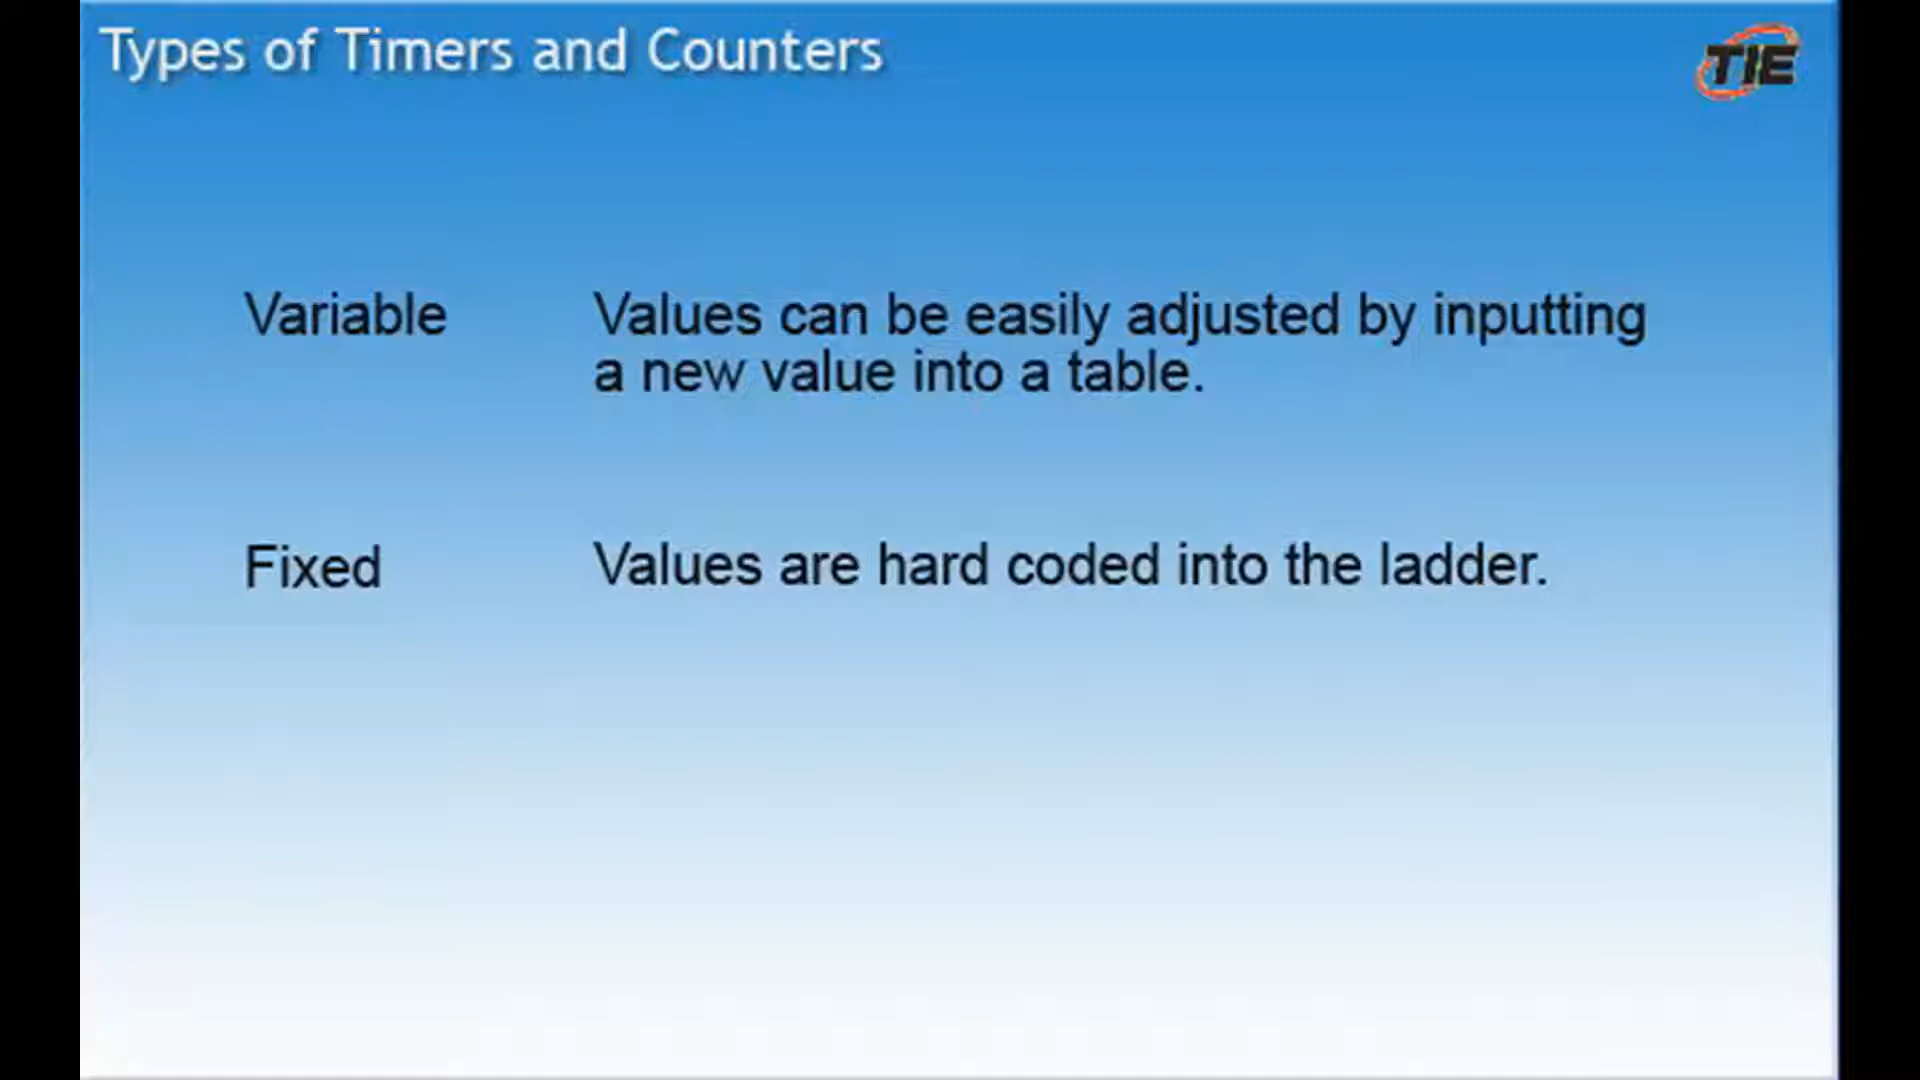 Types of Timers and Counters
TIE
Variable
Values can be easily adjusted by inputting
a new value into a table.
Fixed
Values are hard coded into the ladder.